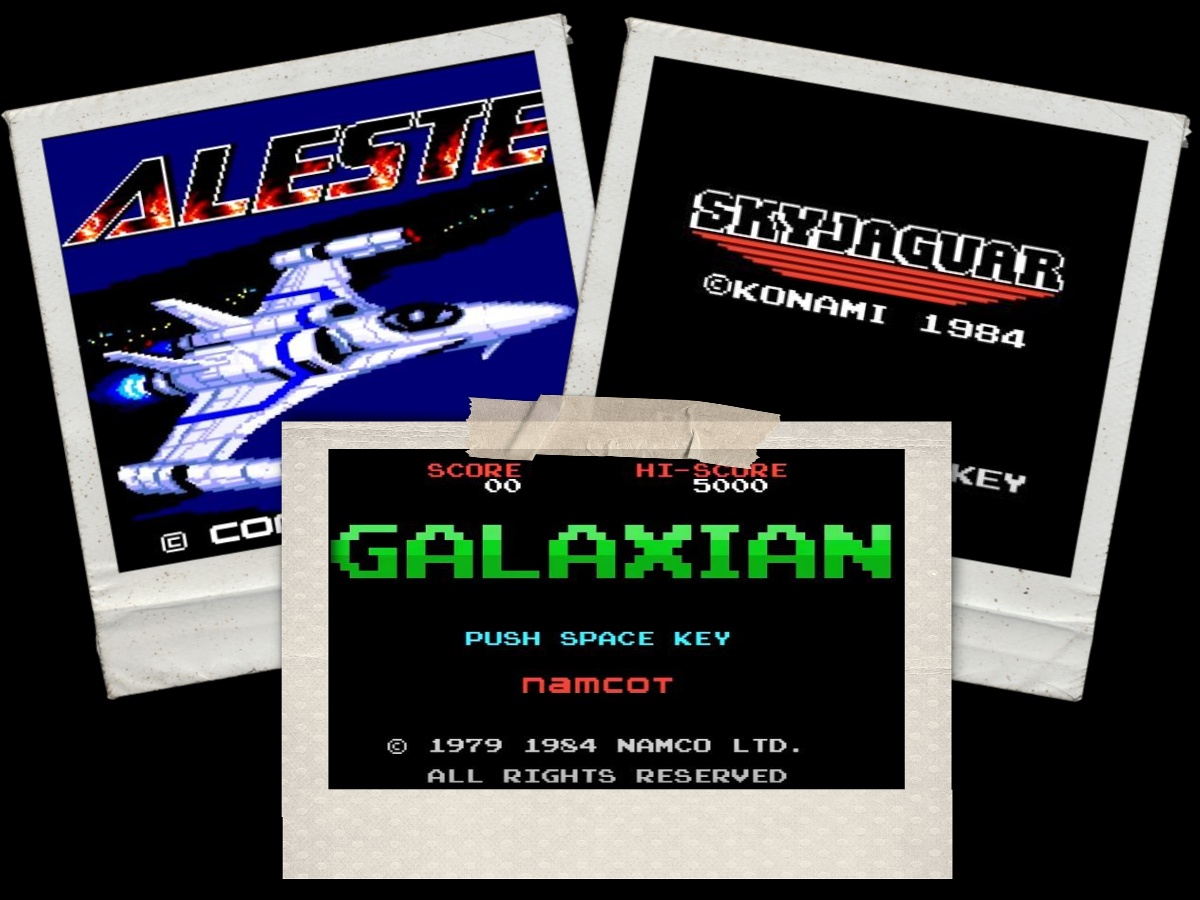 ALESTE
© CO
SKYJAGUAR
©KONAMI 1984
KEY
SCORE HI-SCORE
00 5000
GALAXIAN
PUSH SPACE KEY
namcot
© 1979 1984 NAMCO LTD.
ALL RIGHTS RESERVED